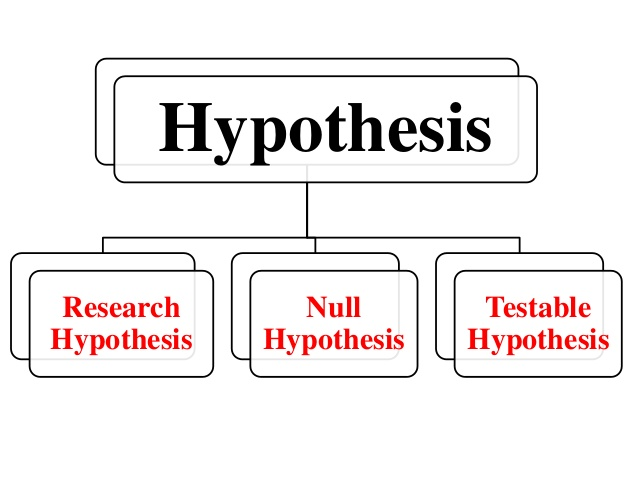 Hypothesis
Research
Hypothesis
Null
Hypothesis
Testable
Hypothesis